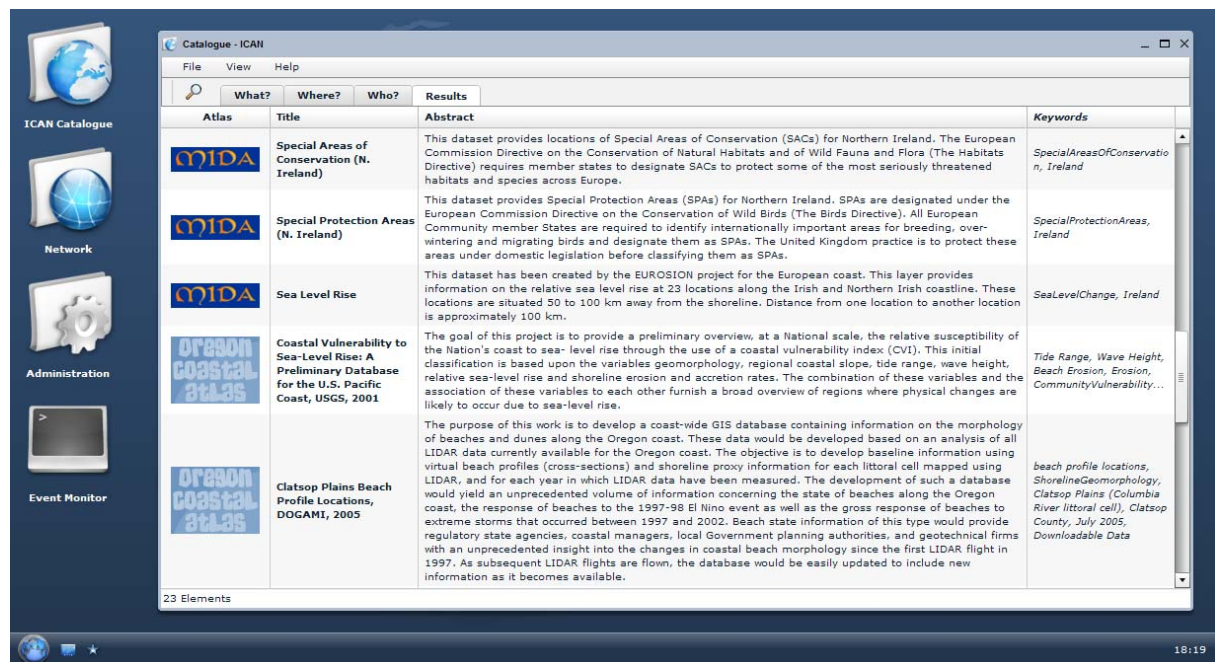 Catalogue - ICAN
File View Help
What? Where? Who? Results
Atlas Title Abstract Keywords
ICAN Catalogue
Network
Administration
Event Monitor
MIDA
Special Areas of
Conservation (N.
Ireland)
This dataset provides locations of Special Areas of Conservation (SACs) for Northern Ireland. The European
Commission Directive on the Conservation of Natural Habitats and of Wild Fauna and Flora (The Habitats
Directive) requires member states to designate SACs to protect some of the most seriously threatened
habitats and species across Europe.
SpecialAreasOfConservatio
n, Ireland
MIDA
Special Protection Areas
(N. Ireland)
This dataset provides Special Protection Areas (SPAs) for Northern Ireland. SPAs are designated under the
European Commission Directive on the Conservation of Wild Birds (The Birds Directive). All European
Community member States are required to identify internationally important areas for breeding, over-
wintering and migrating birds and designate them as SPAs. The United Kingdom practice is to protect these
areas under domestic legislation before classifying them as SPAs.
SpecialProtectionAreas,
Ireland
MIDA
Sea Level Rise
This dataset has been created by the EUROSION project for the European coast. This layer provides
information on the relative sea level rise at 23 locations along the Irish and Northern Irish coastline. These
locations are situated 50 to 100 km away from the shoreline. Distance from one location to another location
is approximately 100 km.
SeaLevelChange, Ireland
oregon
coastal
atlas
Coastal Vulnerability to
Sea-Level Rise: A
Preliminary Database
for the U.S. Pacific
Coast, USGS, 2001
The goal of this project is to provide a preliminary overview, at a National scale, the relative susceptibility of
the Nation's coast to sea- level rise through the use of a coastal vulnerability index (CVI). This initial
classification is based upon the variables geomorphology, regional coastal slope, tide range, wave height,
relative sea-level rise and shoreline erosion and accretion rates. The combination of these variables and the
association of these variables to each other furnish a broad overview of regions where physical changes are
likely to occur due to sea-level rise.
Tide Range, Wave Height,
Beach Erosion, Erosion,
CommunityVulnerability...
oregon
coastal
atlas
Clatsop Plains Beach
Profile Locations,
DOGAMI, 2005
The purpose of this work is to develop a coast-wide GIS database containing information on the morphology
of beaches and dunes along the Oregon coast. These data would be developed based on an analysis of all
LIDAR data currently available for the Oregon coast. The objective is to develop baseline information using
virtual beach profiles (cross-sections) and shoreline proxy information for each littoral cell mapped using
LIDAR, and for each year in which LIDAR data have been measured. The development of such a database
would yield an unprecedented volume of information concerning the state of beaches along the Oregon
coast, the response of beaches to the 1997-98 El Nino event as well as the gross response of beaches to
extreme storms that occurred between 1997 and 2002. Beach state information of this type would provide
regulatory state agencies, coastal managers, local Government planning authorities, and geotechnical firms
with an unprecedented insight into the changes in coastal beach morphology since the first LIDAR flight in
1997. As subsequent LIDAR flights are flown, the database would be easily updated to include new
information as it becomes available.
beach profile locations,
ShorelineGeomorphology,
Clatsop Plains (Columbia
River littoral cell), Clatsop
County, July 2005,
Downloadable Data
23 Elements
18:19